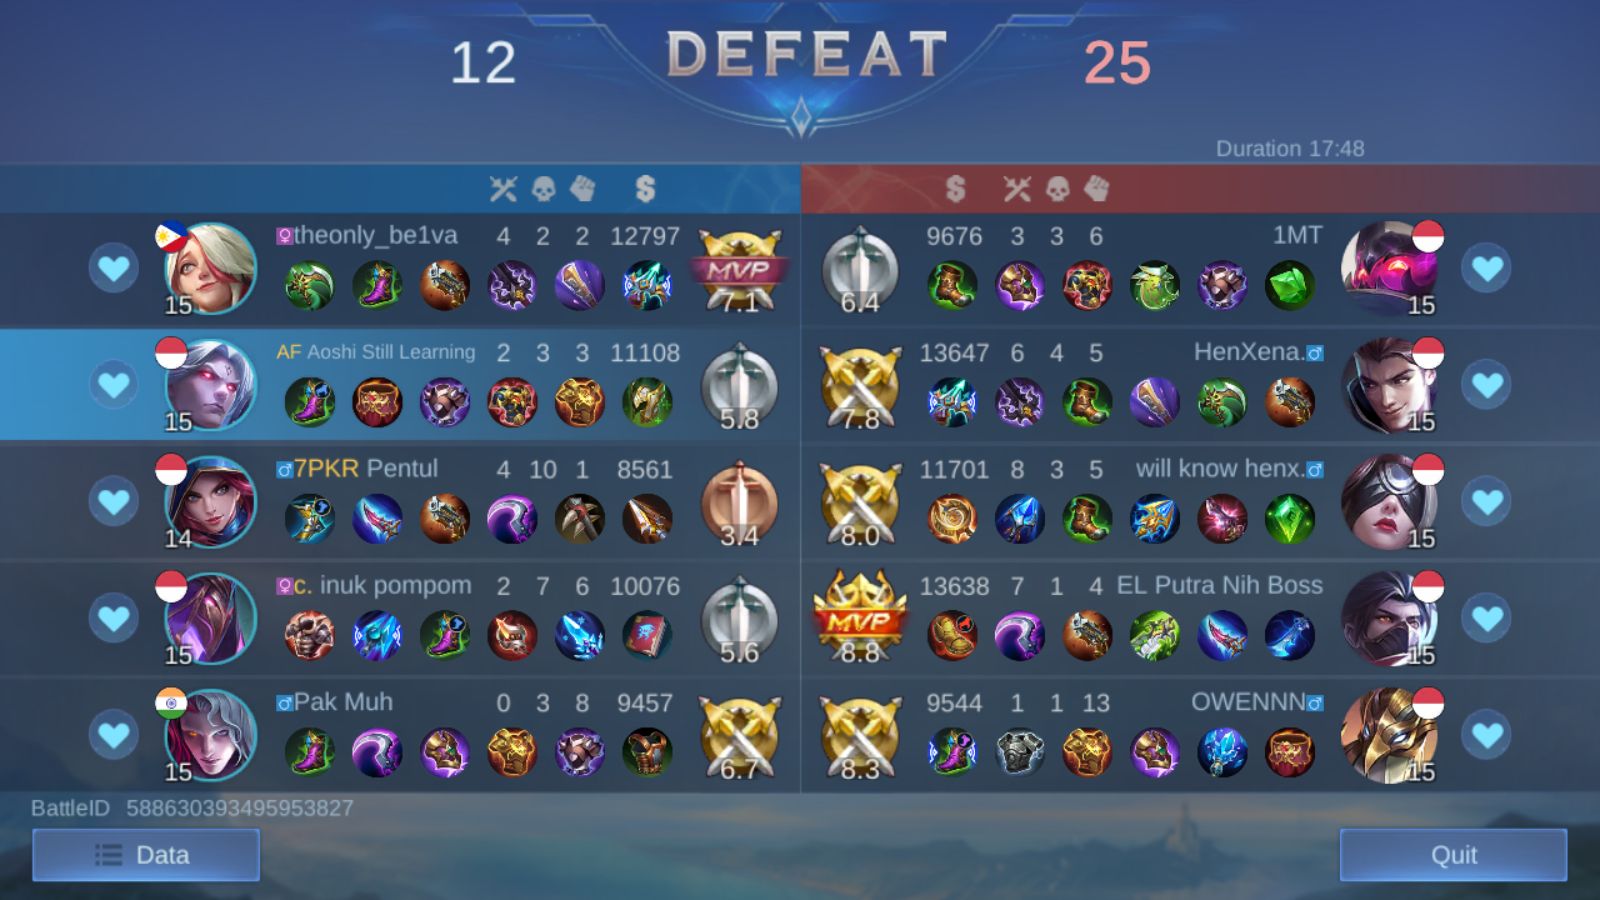 12 DEFEAT 25
Duration 17:48
theonly_be1va 4 2 2 12797 MVP 7.1 15
6.4 9676 3 3 6 1MT 15
AF Aoshi Still Learning 2 3 3 11108 5.8 15
7.8 13647 6 4 5 HenXena. 15
7PKR Pentul 4 10 1 8561 3.4 14
8.0 11701 8 3 5 will know henx. 15
c. inuk pompom 2 7 6 10076 5.6 15
MVP 8.8 13638 7 1 4 EL Putra Nih Boss 15
Pak Muh 0 3 8 9457 6.7 15
8.3 9544 1 1 13 OWENNN 15
BattleID 588630393495953827
Data
Quit